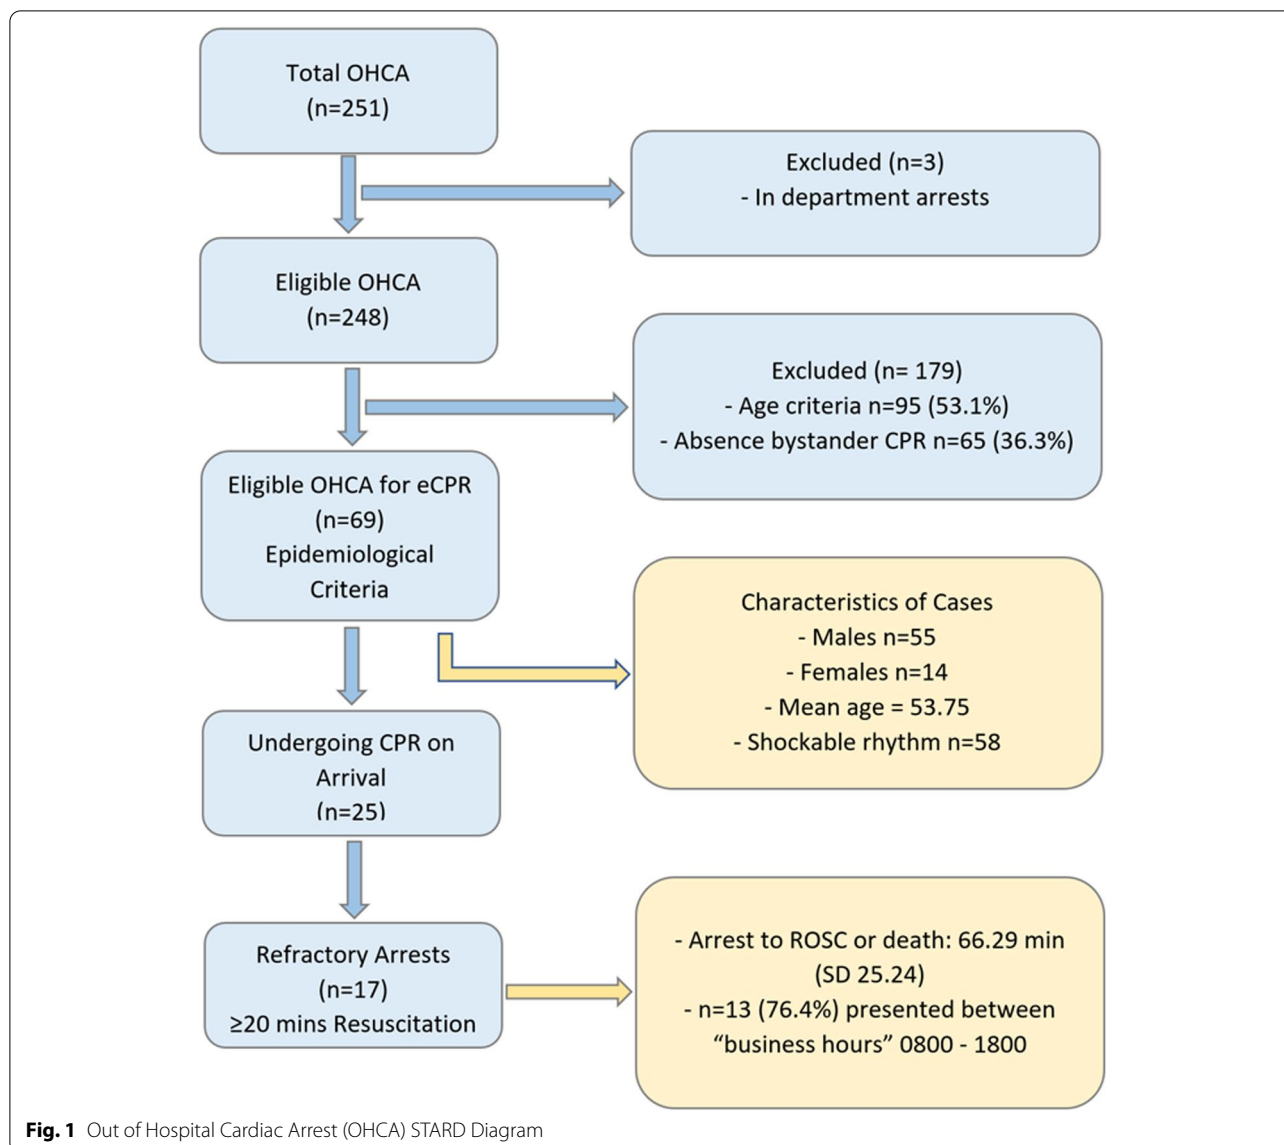 Total OHCA
(n=251)
Excluded (n=3)
- In department arrests
Eligible OHCA
(n=248)
Excluded (n= 179)
- Age criteria n=95 (53.1%)
- Absence bystander CPR n=65 (36.3%)
Eligible OHCA for eCPR
(n=69)
Epidemiological
Criteria
Characteristics of Cases
- Males n=55
- Females n=14
- Mean age = 53.75
- Shockable rhythm n=58
Undergoing CPR on
Arrival
(n=25)
Refractory Arrests
(n=17)
≥20 mins Resuscitation
- Arrest to ROSC or death: 66.29 min
(SD 25.24)
- n=13 (76.4%) presented between
“business hours” 0800 - 1800
Fig. 1 Out of Hospital Cardiac Arrest (OHCA) STARD Diagram